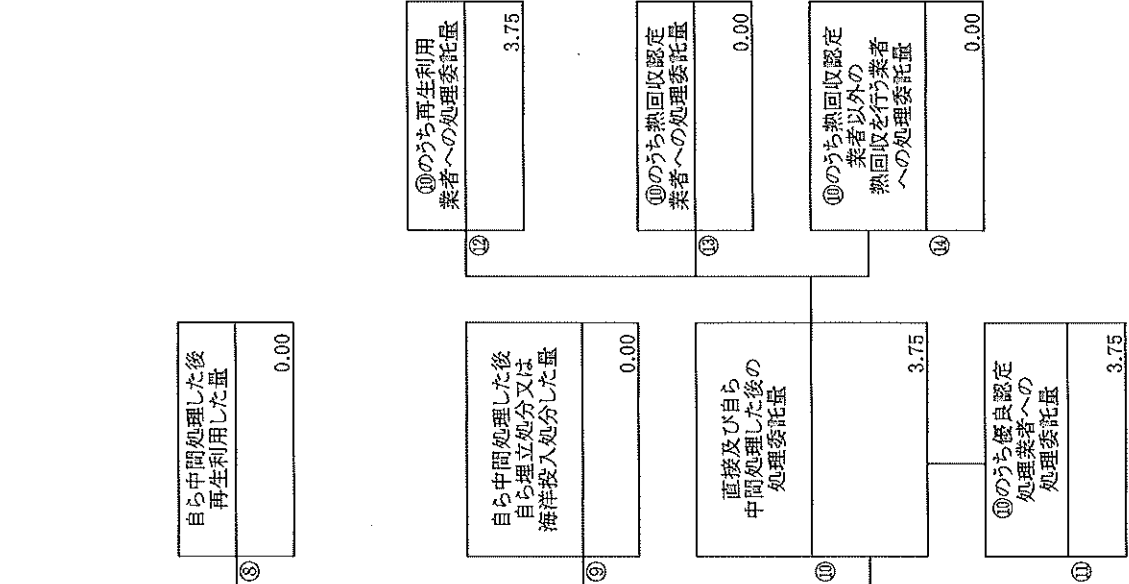 ⑧
自ら中間処理した後
再生利用した量
0.00
⑨
自ら中間処理した後
自ら埋立処分又は
海洋投入処分した量
0.00
⑩
直接及び自ら
中間処理した後の
処理委託量
3.75
⑪
⑩のうち優良認定
処理業者への
処理委託量
3.75
⑫
⑩のうち再生利用
業者への処理委託量
3.75
⑬
⑩のうち熱回収認定
業者への処理委託量
0.00
⑭
⑩のうち熱回収認定
業者以外の
熱回収を行う業者
への処理委託量
0.00